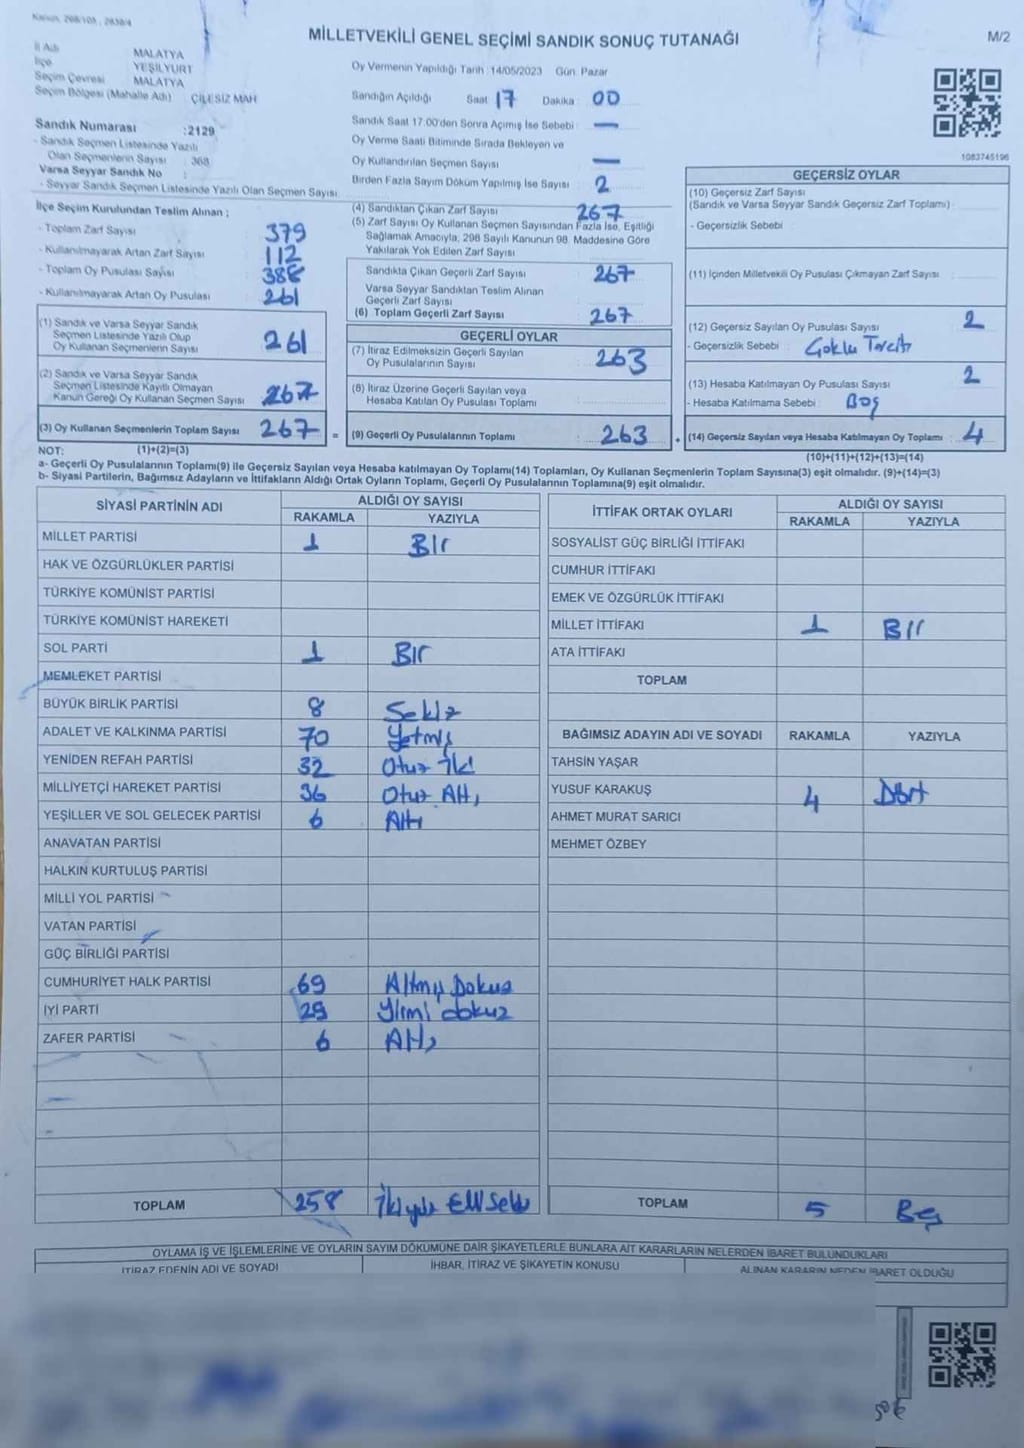 Kanun, 298/105, 2839/4
MİLLETVEKİLİ GENEL SEÇİMİ SANDIK SONUÇ TUTANAĞI
M/2
İl Adı MALATYA
İlçe YEŞİLYURT
Seçim Çevresi MALATYA
Seçim Bölgesi (Mahalle Adı) ÇİLESİZ MAH
Sandık Numarası :2129
- Sandık Seçmen Listesinde Yazılı
Olan Seçmenlerin Sayısı : 368
Varsa Seyyar Sandık No :
- Seyyar Sandık Seçmen Listesinde Yazılı Olan Seçmen Sayısı
Oy Vermenin Yapıldığı Tarih :14/05/2023 Gün: Pazar
Sandığın Açıldığı Saat 17 Dakika : 00
Sandık Saat 17.00'den Sonra Açımış İse Sebebi : —
Oy Verme Saati Bitiminde Sırada Bekleyen ve
Oy Kullandırılan Seçmen Sayısı —
Birden Fazla Sayım Döküm Yapılmış İse Sayısı : 2
1083745196
İlçe Seçim Kurulundan Teslim Alınan ;
- Toplam Zarf Sayısı : 379
- Kullanılmayarak Artan Zarf Sayısı : 112
- Toplam Oy Pusulası Sayısı : 388
- Kullanılmayarak Artan Oy Pusulası : 261
(1) Sandık ve Varsa Seyyar Sandık
Seçmen Listesinde Yazılı Olup
Oy Kullanan Seçmenlerin Sayısı : 261
(2) Sandık ve Varsa Seyyar Sandık
Seçmen Listesinde Kayıtlı Olmayan
Kanun Gereği Oy Kullanan Seçmen Sayısı : 267
(3) Oy Kullanan Seçmenlerin Toplam Sayısı : 267 =
(4) Sandıktan Çıkan Zarf Sayısı : 267
(5) Zarf Sayısı Oy Kullanan Seçmen Sayısından Fazla İse, Eşitliği
Sağlamak Amacıyla, 298 Sayılı Kanunun 98. Maddesine Göre
Yakılarak Yok Edilen Zarf Sayısı :
Sandıkta Çıkan Geçerli Zarf Sayısı : 267
Varsa Seyyar Sandıktan Teslim Alınan
Geçerli Zarf Sayısı :
(6) Toplam Geçerli Zarf Sayısı : 267
GEÇERLİ OYLAR
(7) İtiraz Edilmeksizin Geçerli Sayılan
Oy Pusulalarının Sayısı : 263
(8) İtiraz Üzerine Geçerli Sayılan veya
Hesaba Katılan Oy Pusulası Toplamı :
(9) Geçerli Oy Pusulalarının Toplamı : 263
GEÇERSİZ OYLAR
(10) Geçersiz Zarf Sayısı
(Sandık ve Varsa Seyyar Sandık Geçersiz Zarf Toplamı) :
- Geçersizlik Sebebi :
(11) İçinden Milletvekili Oy Pusulası Çıkmayan Zarf Sayısı :
(12) Geçersiz Sayılan Oy Pusulası Sayısı : 2
- Geçersizlik Sebebi : Çoklu Tercih
(13) Hesaba Katılmayan Oy Pusulası Sayısı : 2
- Hesaba Katılmama Sebebi : Boş
(14) Geçersiz Sayılan veya Hesaba Katılmayan Oy Toplamı : 4
NOT: (1)+(2)=(3)
(10)+(11)+(12)+(13)=(14)
a- Geçerli Oy Pusulalarının Toplamı(9) ile Geçersiz Sayılan veya Hesaba katılmayan Oy Toplamı(14) Toplamları, Oy Kullanan Seçmenlerin Toplam Sayısına(3) eşit olmalıdır. (9)+(14)=(3)
b- Siyasi Partilerin, Bağımsız Adayların ve İttifakların Aldığı Ortak Oyların Toplamı, Geçerli Oy Pusulalarının Toplamına(9) eşit olmalıdır.
SİYASİ PARTİNİN ADI ALDIĞI OY SAYISI
RAKAMLA YAZIYLA
MİLLET PARTİSİ 1 Bir
HAK VE ÖZGÜRLÜKLER PARTİSİ
TÜRKİYE KOMÜNİST PARTİSİ
TÜRKİYE KOMÜNİST HAREKETİ
SOL PARTİ 1 Bir
MEMLEKET PARTİSİ
BÜYÜK BİRLİK PARTİSİ 8 Sekiz
ADALET VE KALKINMA PARTİSİ 70 Yetmiş
YENİDEN REFAH PARTİSİ 32 Otuz İki
MİLLİYETÇİ HAREKET PARTİSİ 36 Otuz Altı
YEŞİLLER VE SOL GELECEK PARTİSİ 6 Altı
ANAVATAN PARTİSİ
HALKIN KURTULUŞ PARTİSİ
MİLLİ YOL PARTİSİ
VATAN PARTİSİ
GÜÇ BİRLİĞİ PARTİSİ
CUMHURİYET HALK PARTİSİ 69 Altmış Dokuz
İYİ PARTİ 29 Yirmi dokuz
ZAFER PARTİSİ 6 Altı
TOPLAM 258 İkiyüz Elli Sekiz
İTTİFAK ORTAK OYLARI ALDIĞI OY SAYISI
RAKAMLA YAZIYLA
SOSYALİST GÜÇ BİRLİĞİ İTTİFAKI
CUMHUR İTTİFAKI
EMEK VE ÖZGÜRLÜK İTTİFAKI
MİLLET İTTİFAKI 1 Bir
ATA İTTİFAKI
TOPLAM
BAĞIMSIZ ADAYIN ADI VE SOYADI RAKAMLA YAZIYLA
TAHSİN YAŞAR
YUSUF KARAKUŞ 4 Dört
AHMET MURAT SARICI
MEHMET ÖZBEY
TOPLAM 5 Beş
OYLAMA İŞ VE İŞLEMLERİNE VE OYLARIN SAYIM DÖKÜMÜNE DAİR ŞİKAYETLERLE BUNLARA AİT KARARLARIN NELERDEN İBARET BULUNDUKLARI
İTİRAZ EDENİN ADI VE SOYADI İHBAR, İTİRAZ VE ŞİKAYETİN KONUSU ALINAN KARARIN NEDEN İBARET OLDUĞU